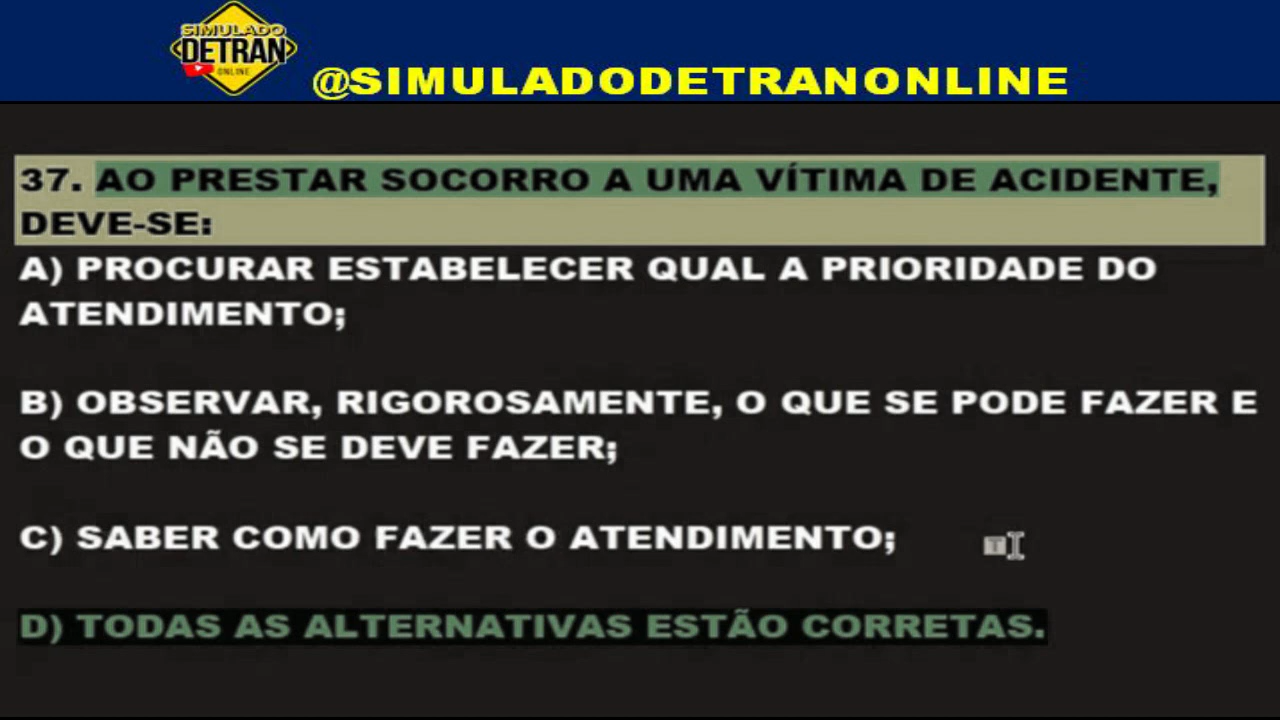 SIMULADO
DETRAN
ONLINE
@SIMULADODETRANONLINE
37. AO PRESTAR SOCORRO A UMA VÍTIMA DE ACIDENTE,
DEVE-SE:
A) PROCURAR ESTABELECER QUAL A PRIORIDADE DO
ATENDIMENTO;
B) OBSERVAR, RIGOROSAMENTE, O QUE SE PODE FAZER E
O QUE NÃO SE DEVE FAZER;
C) SABER COMO FAZER O ATENDIMENTO;
D) TODAS AS ALTERNATIVAS ESTÃO CORRETAS.